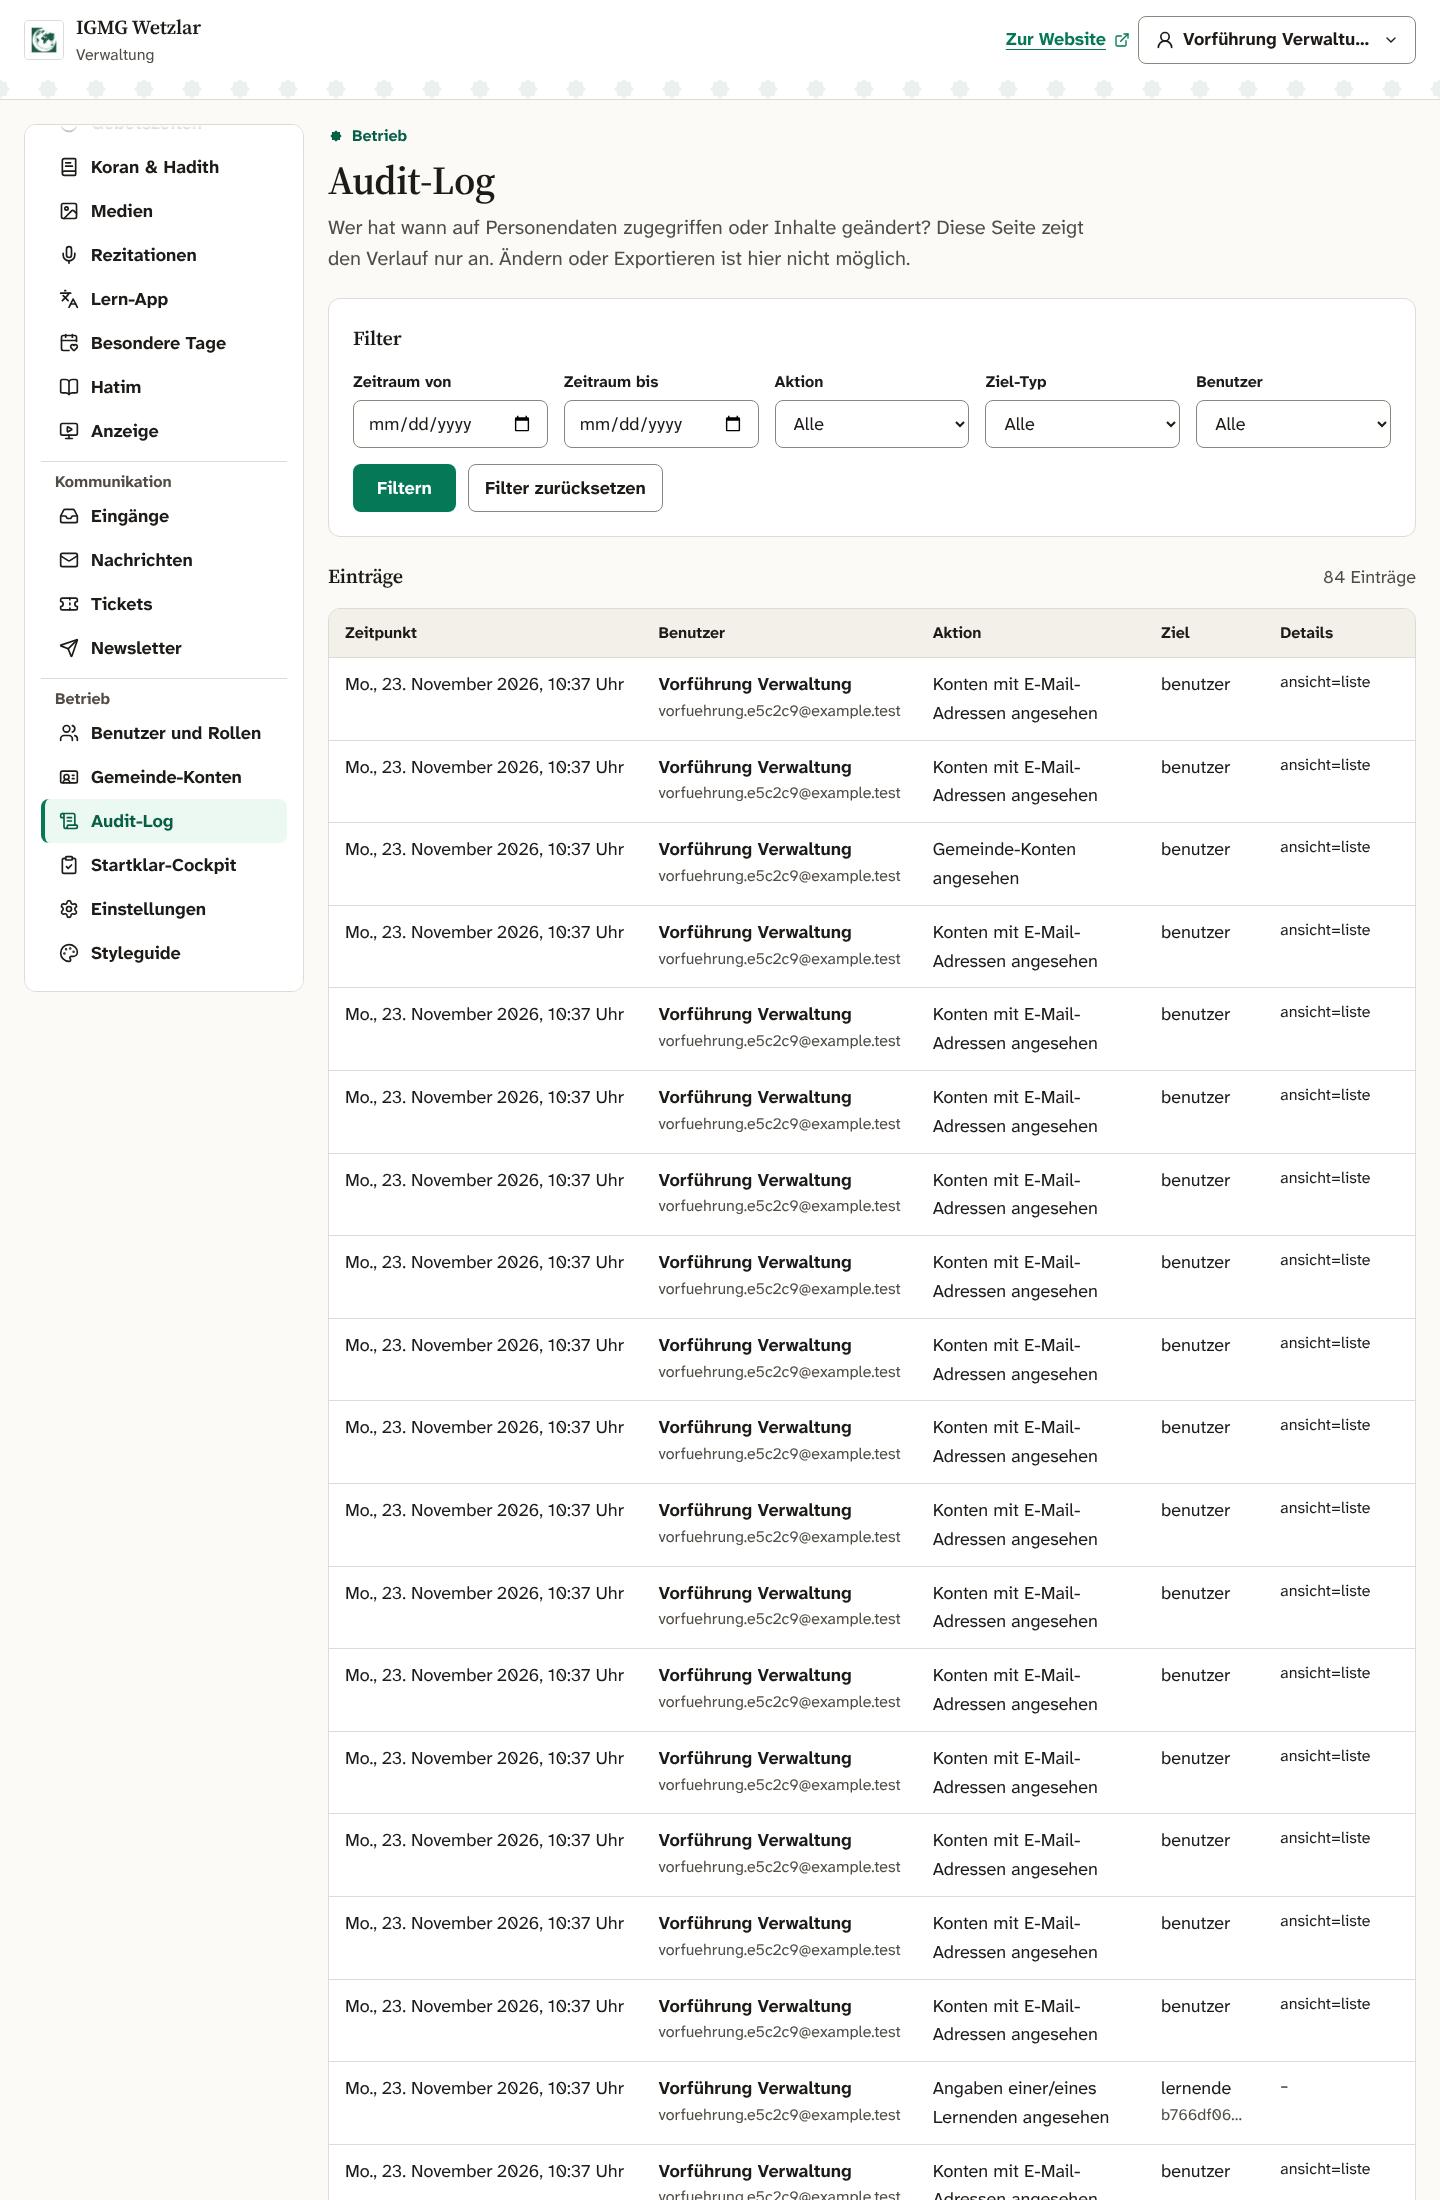 IGMG Wetzlar
Verwaltung
Zur Website
Vorführung Verwaltu...
Koran & Hadith
Medien
Rezitationen
Lern-App
Besondere Tage
Hatim
Anzeige
Kommunikation
Eingänge
Nachrichten
Tickets
Newsletter
Betrieb
Benutzer und Rollen
Gemeinde-Konten
Audit-Log
Startklar-Cockpit
Einstellungen
Styleguide
Betrieb
Audit-Log
Wer hat wann auf Personendaten zugegriffen oder Inhalte geändert? Diese Seite zeigt
den Verlauf nur an. Ändern oder Exportieren ist hier nicht möglich.
Filter
Zeitraum von Zeitraum bis Aktion Ziel-Typ Benutzer
mm/dd/yyyy mm/dd/yyyy Alle Alle Alle
Filtern Filter zurücksetzen
Einträge 84 Einträge
Zeitpunkt Benutzer Aktion Ziel Details
Mo., 23. November 2026, 10:37 Uhr Vorführung Verwaltung Konten mit E-Mail- benutzer ansicht=liste
vorfuehrung.e5c2c9@example.test Adressen angesehen
Mo., 23. November 2026, 10:37 Uhr Vorführung Verwaltung Konten mit E-Mail- benutzer ansicht=liste
vorfuehrung.e5c2c9@example.test Adressen angesehen
Mo., 23. November 2026, 10:37 Uhr Vorführung Verwaltung Gemeinde-Konten benutzer ansicht=liste
vorfuehrung.e5c2c9@example.test angesehen
Mo., 23. November 2026, 10:37 Uhr Vorführung Verwaltung Konten mit E-Mail- benutzer ansicht=liste
vorfuehrung.e5c2c9@example.test Adressen angesehen
Mo., 23. November 2026, 10:37 Uhr Vorführung Verwaltung Konten mit E-Mail- benutzer ansicht=liste
vorfuehrung.e5c2c9@example.test Adressen angesehen
Mo., 23. November 2026, 10:37 Uhr Vorführung Verwaltung Konten mit E-Mail- benutzer ansicht=liste
vorfuehrung.e5c2c9@example.test Adressen angesehen
Mo., 23. November 2026, 10:37 Uhr Vorführung Verwaltung Konten mit E-Mail- benutzer ansicht=liste
vorfuehrung.e5c2c9@example.test Adressen angesehen
Mo., 23. November 2026, 10:37 Uhr Vorführung Verwaltung Konten mit E-Mail- benutzer ansicht=liste
vorfuehrung.e5c2c9@example.test Adressen angesehen
Mo., 23. November 2026, 10:37 Uhr Vorführung Verwaltung Konten mit E-Mail- benutzer ansicht=liste
vorfuehrung.e5c2c9@example.test Adressen angesehen
Mo., 23. November 2026, 10:37 Uhr Vorführung Verwaltung Konten mit E-Mail- benutzer ansicht=liste
vorfuehrung.e5c2c9@example.test Adressen angesehen
Mo., 23. November 2026, 10:37 Uhr Vorführung Verwaltung Konten mit E-Mail- benutzer ansicht=liste
vorfuehrung.e5c2c9@example.test Adressen angesehen
Mo., 23. November 2026, 10:37 Uhr Vorführung Verwaltung Konten mit E-Mail- benutzer ansicht=liste
vorfuehrung.e5c2c9@example.test Adressen angesehen
Mo., 23. November 2026, 10:37 Uhr Vorführung Verwaltung Konten mit E-Mail- benutzer ansicht=liste
vorfuehrung.e5c2c9@example.test Adressen angesehen
Mo., 23. November 2026, 10:37 Uhr Vorführung Verwaltung Konten mit E-Mail- benutzer ansicht=liste
vorfuehrung.e5c2c9@example.test Adressen angesehen
Mo., 23. November 2026, 10:37 Uhr Vorführung Verwaltung Konten mit E-Mail- benutzer ansicht=liste
vorfuehrung.e5c2c9@example.test Adressen angesehen
Mo., 23. November 2026, 10:37 Uhr Vorführung Verwaltung Konten mit E-Mail- benutzer ansicht=liste
vorfuehrung.e5c2c9@example.test Adressen angesehen
Mo., 23. November 2026, 10:37 Uhr Vorführung Verwaltung Konten mit E-Mail- benutzer ansicht=liste
vorfuehrung.e5c2c9@example.test Adressen angesehen
Mo., 23. November 2026, 10:37 Uhr Vorführung Verwaltung Angaben einer/eines lernende –
vorfuehrung.e5c2c9@example.test Lernenden angesehen b766df06...
Mo., 23. November 2026, 10:37 Uhr Vorführung Verwaltung Konten mit E-Mail- benutzer ansicht=liste
vorfuehrung.e5c2c9@example.test Adressen angesehen